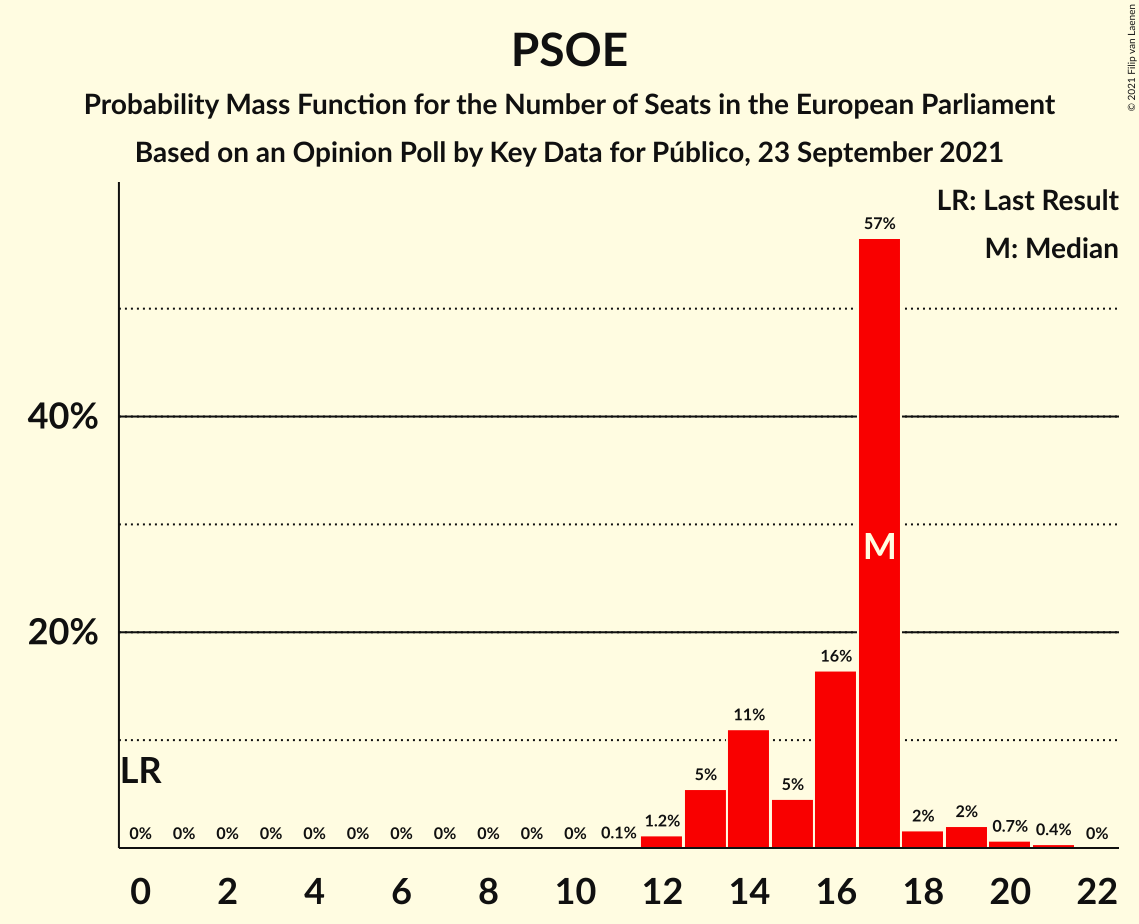 PSOE
Probability Mass Function for the Number of Seats in the European Parliament
Based on an Opinion Poll by Key Data for Público, 23 September 2021
© 2021 Filip van Laenen
LR: Last Result
M: Median
57%
40%
M
20%
16%
11%
LR
5%
5%
0% 0% 0% 0% 0% 0% 0% 0% 0% 0% 0% 0.1% 1.2% 2% 2% 0.7% 0.4% 0%
0 2 4 6 8 10 12 14 16 18 20 22